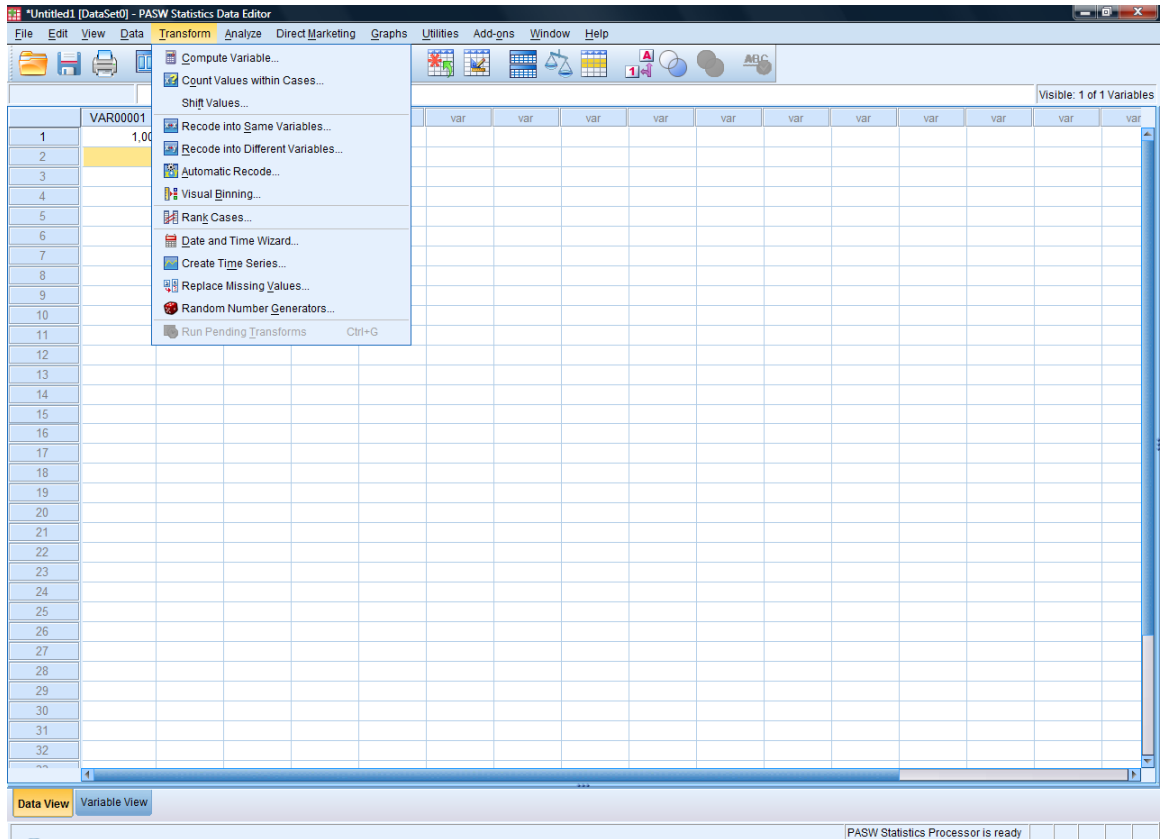 *Untitled1 [DataSet0] - PASW Statistics Data Editor
File Edit View Data Transform Analyze Direct Marketing Graphs Utilities Add-ons Window Help
Compute Variable...
Count Values within Cases...
Shift Values...
Recode into Same Variables...
Recode into Different Variables...
Automatic Recode...
Visual Binning...
Rank Cases...
Date and Time Wizard...
Create Time Series...
Replace Missing Values...
Random Number Generators...
Run Pending Transforms Ctrl+G
A
1
ABC
Visible: 1 of 1 Variables
VAR00001 var var var var var var var var var var var
1 1,00
2
3
4
5
6
7
8
9
10
11
12
13
14
15
16
17
18
19
20
21
22
23
24
25
26
27
28
29
30
31
32
Data View Variable View
PASW Statistics Processor is ready